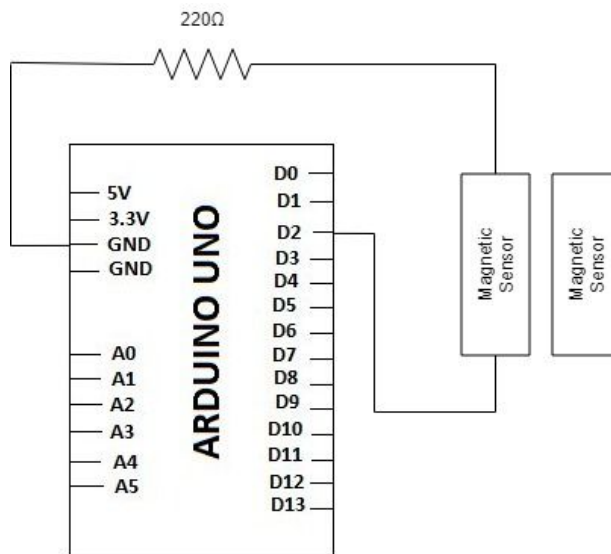 220Ω
5V
3.3V
GND
GND
A0
A1
A2
A3
A4
A5
ARDUINO UNO
D0
D1
D2
D3
D4
D5
D6
D7
D8
D9
D10
D11
D12
D13
Magnetic
Sensor
Magnetic
Sensor